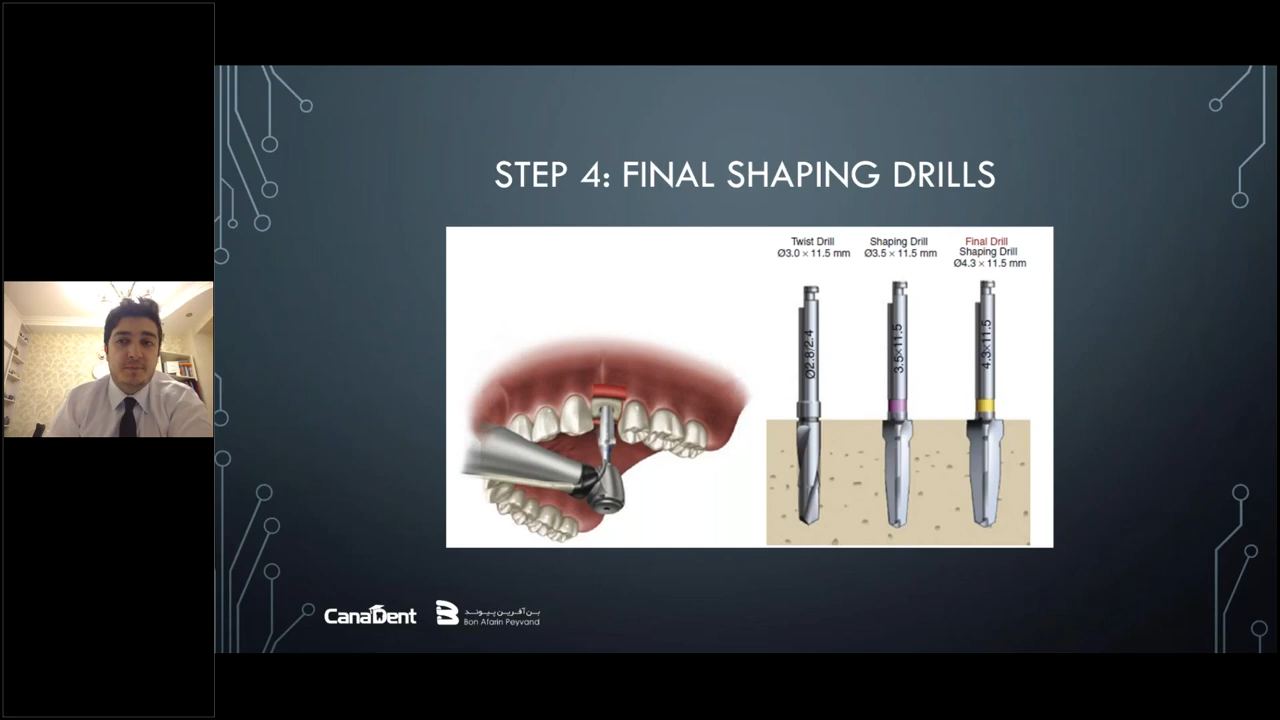 STEP 4: FINAL SHAPING DRILLS
Twist Drill
Ø3.0 × 11.5 mm
Shaping Drill
Ø3.5 × 11.5 mm
Final Drill
Shaping Drill
Ø4.3 × 11.5 mm
Ø2.8/2.4
3.5×11.5
4.3×11.5
CanaDent
بن‌آفرین‌پیوند
Bon Afarin Peyvand